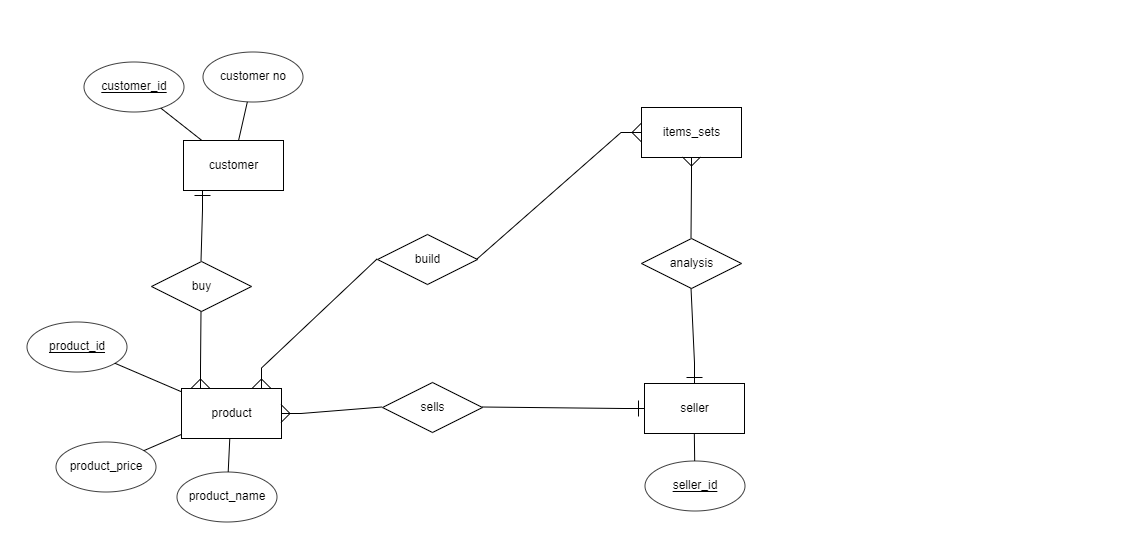 customer_id
customer no
items_sets
customer
build
analysis
buy
product_id
product
sells
seller
product_price
product_name
seller_id